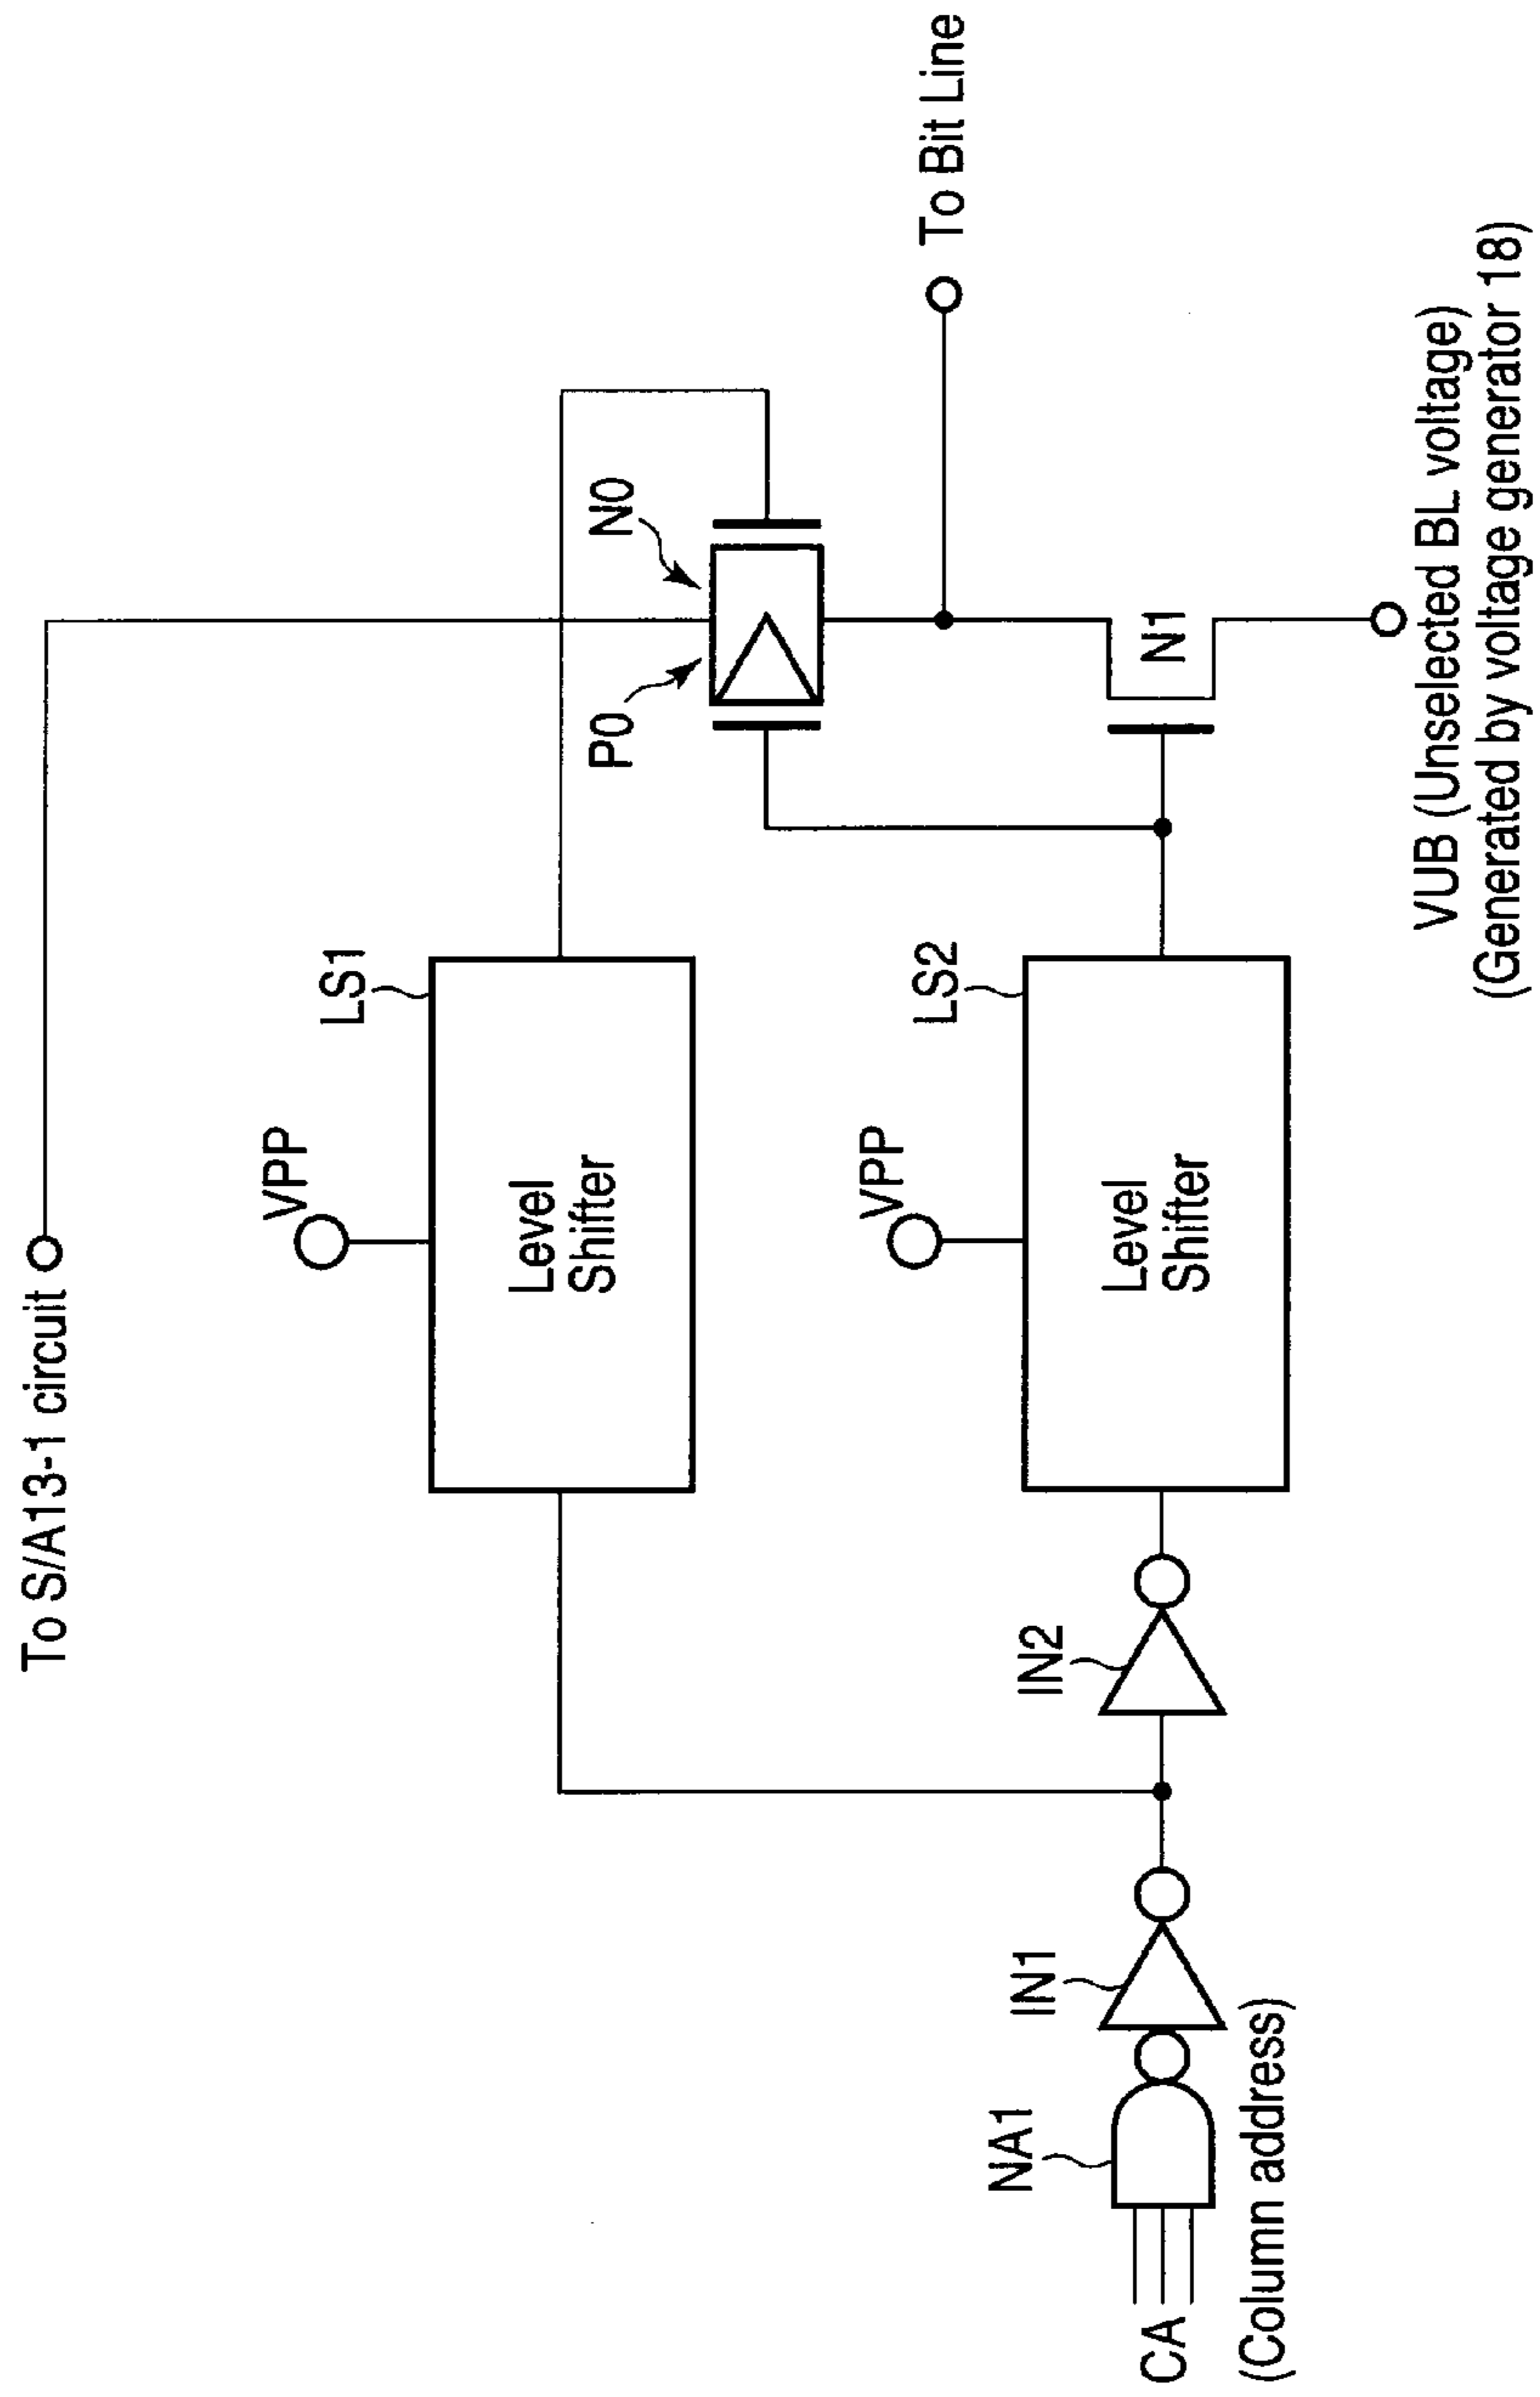 To S/A13-1 circuit
VPP
LS1
Level
Shifter
P0
N0
To Bit Line
VPP
LS2
Level
Shifter
N1
NA1
IN1
IN2
CA
(Column address)
VUB (Unselected BL voltage)
(Generated by voltage generator 18)